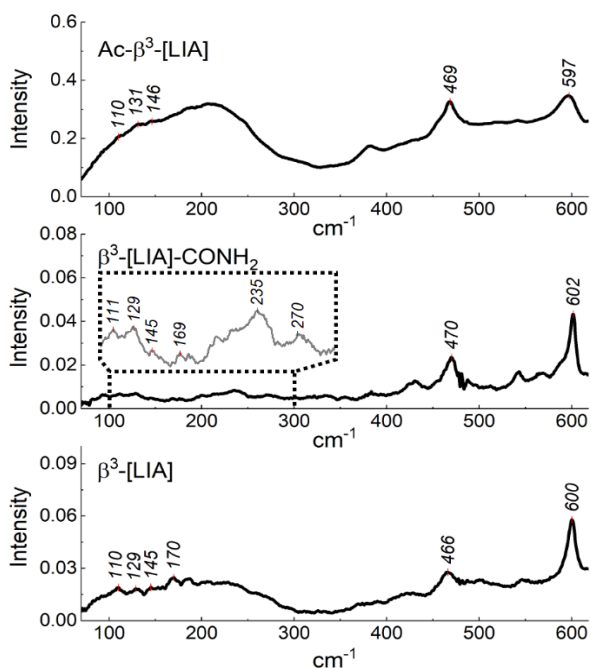 Ac-β³-[LIA]
Intensity
0.6
0.4
0.2
0.0
110
131
146
469
597
100 200 300 400 500 600
cm⁻¹
β³-[LIA]-CONH₂
Intensity
0.08
0.06
0.04
0.02
0.00
111
129
145
169
235
270
470
602
100 200 300 400 500 600
cm⁻¹
β³-[LIA]
Intensity
0.09
0.06
0.03
0.00
110
129
145
170
466
600
100 200 300 400 500 600
cm⁻¹